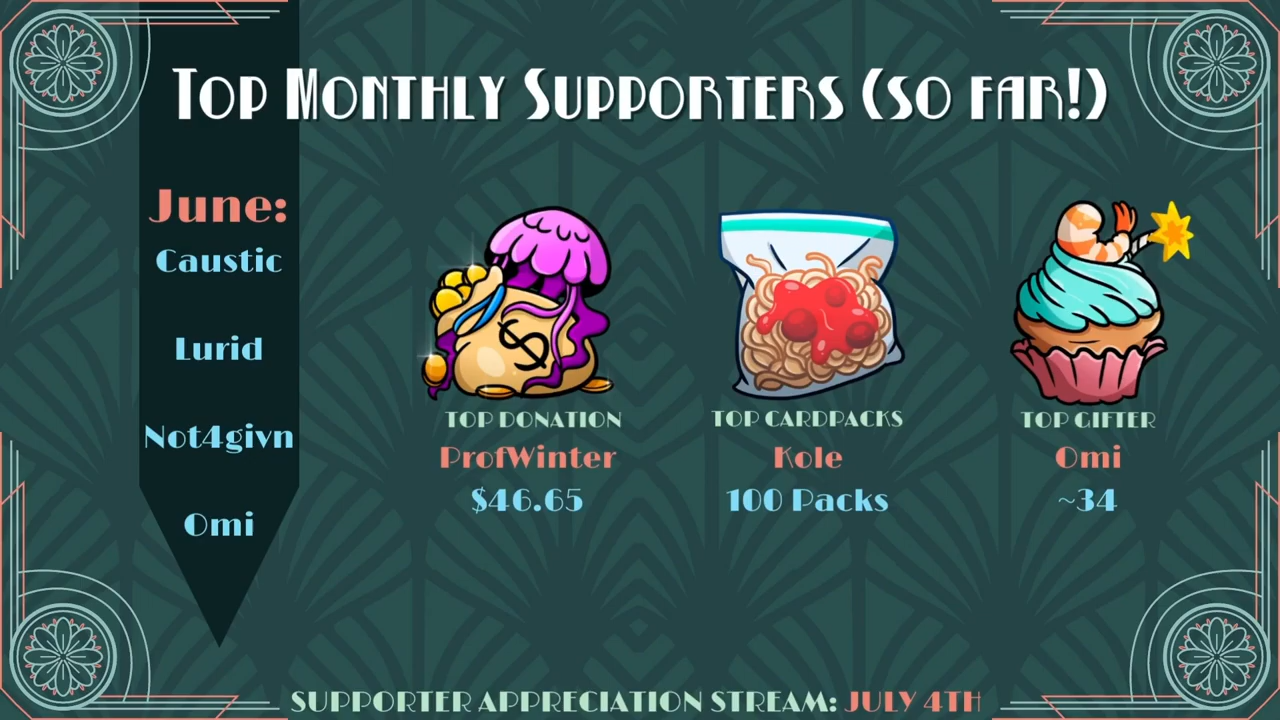 Top Monthly Supporters (so far!)
June:
Caustic
Lurid
Not4givn
Omi
$
TOP DONATION
ProfWinter
$46.65
TOP CARDPACKS
Kole
100 Packs
TOP GIFTER
Omi
~34
SUPPORTER APPRECIATION STREAM: JULY 4TH